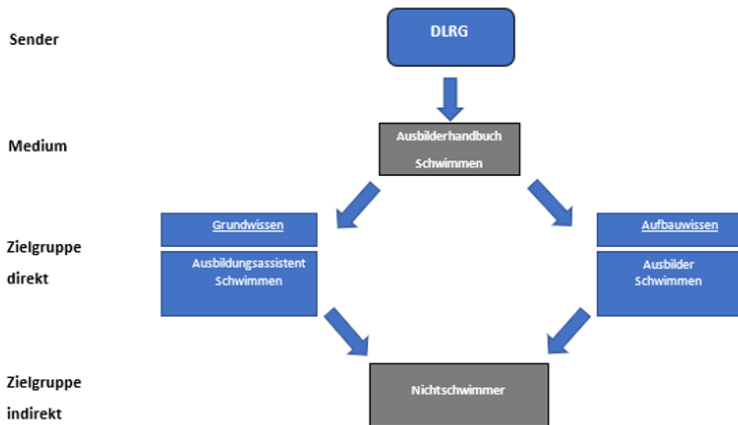 Sender
DLRG
Medium
Ausbilderhandbuch
Schwimmen
Zielgruppe
direkt
Grundwissen
Ausbildungsassistent
Schwimmen
Aufbauwissen
Ausbilder
Schwimmen
Zielgruppe
indirekt
Nichtschwimmer